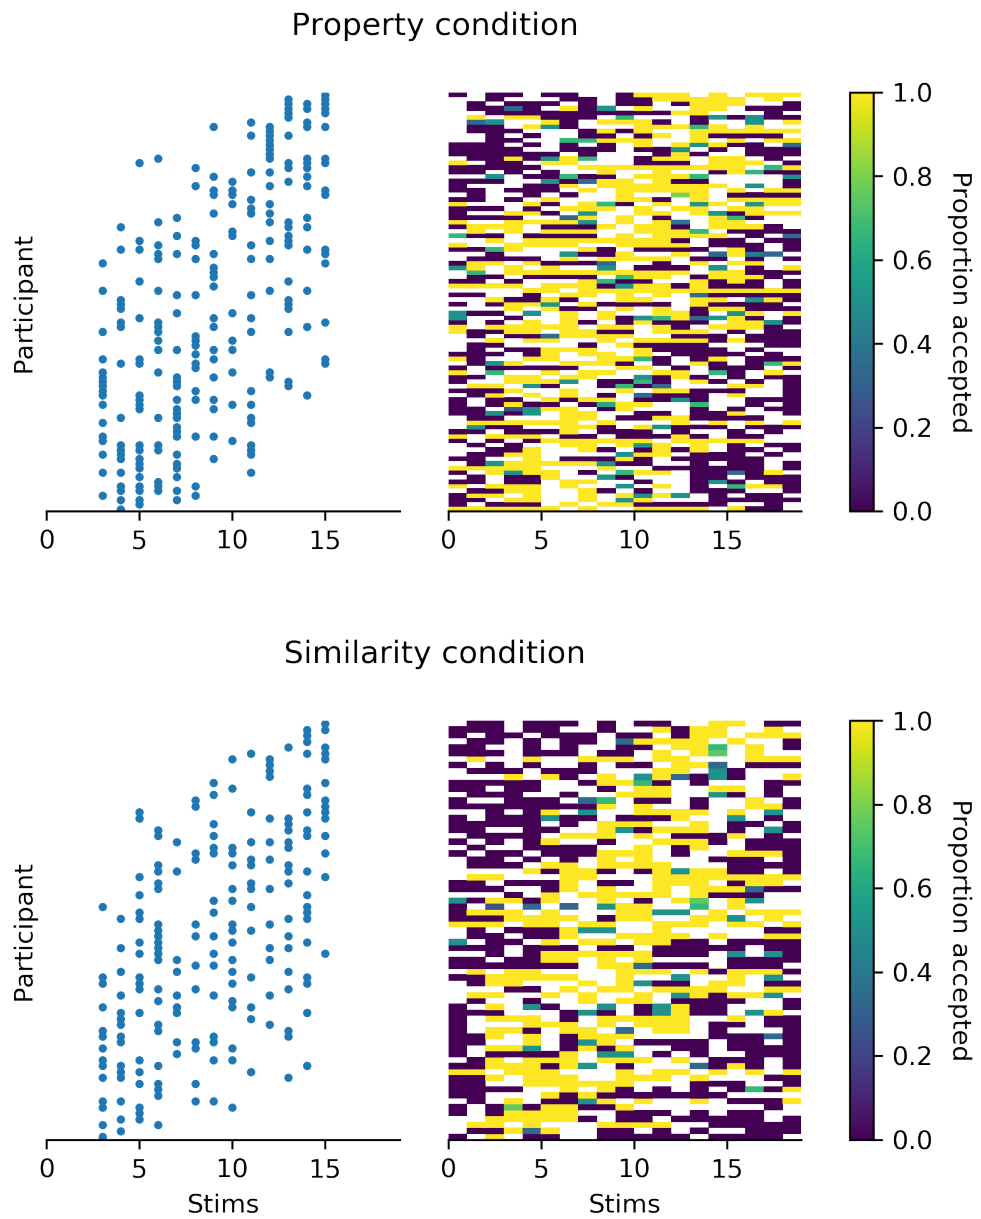 Property condition
Participant
0 5 10 15
0 5 10 15
1.0
0.8
0.6
0.4
0.2
0.0
Proportion accepted
Similarity condition
Participant
0 5 10 15
Stims
0 5 10 15
Stims
1.0
0.8
0.6
0.4
0.2
0.0
Proportion accepted